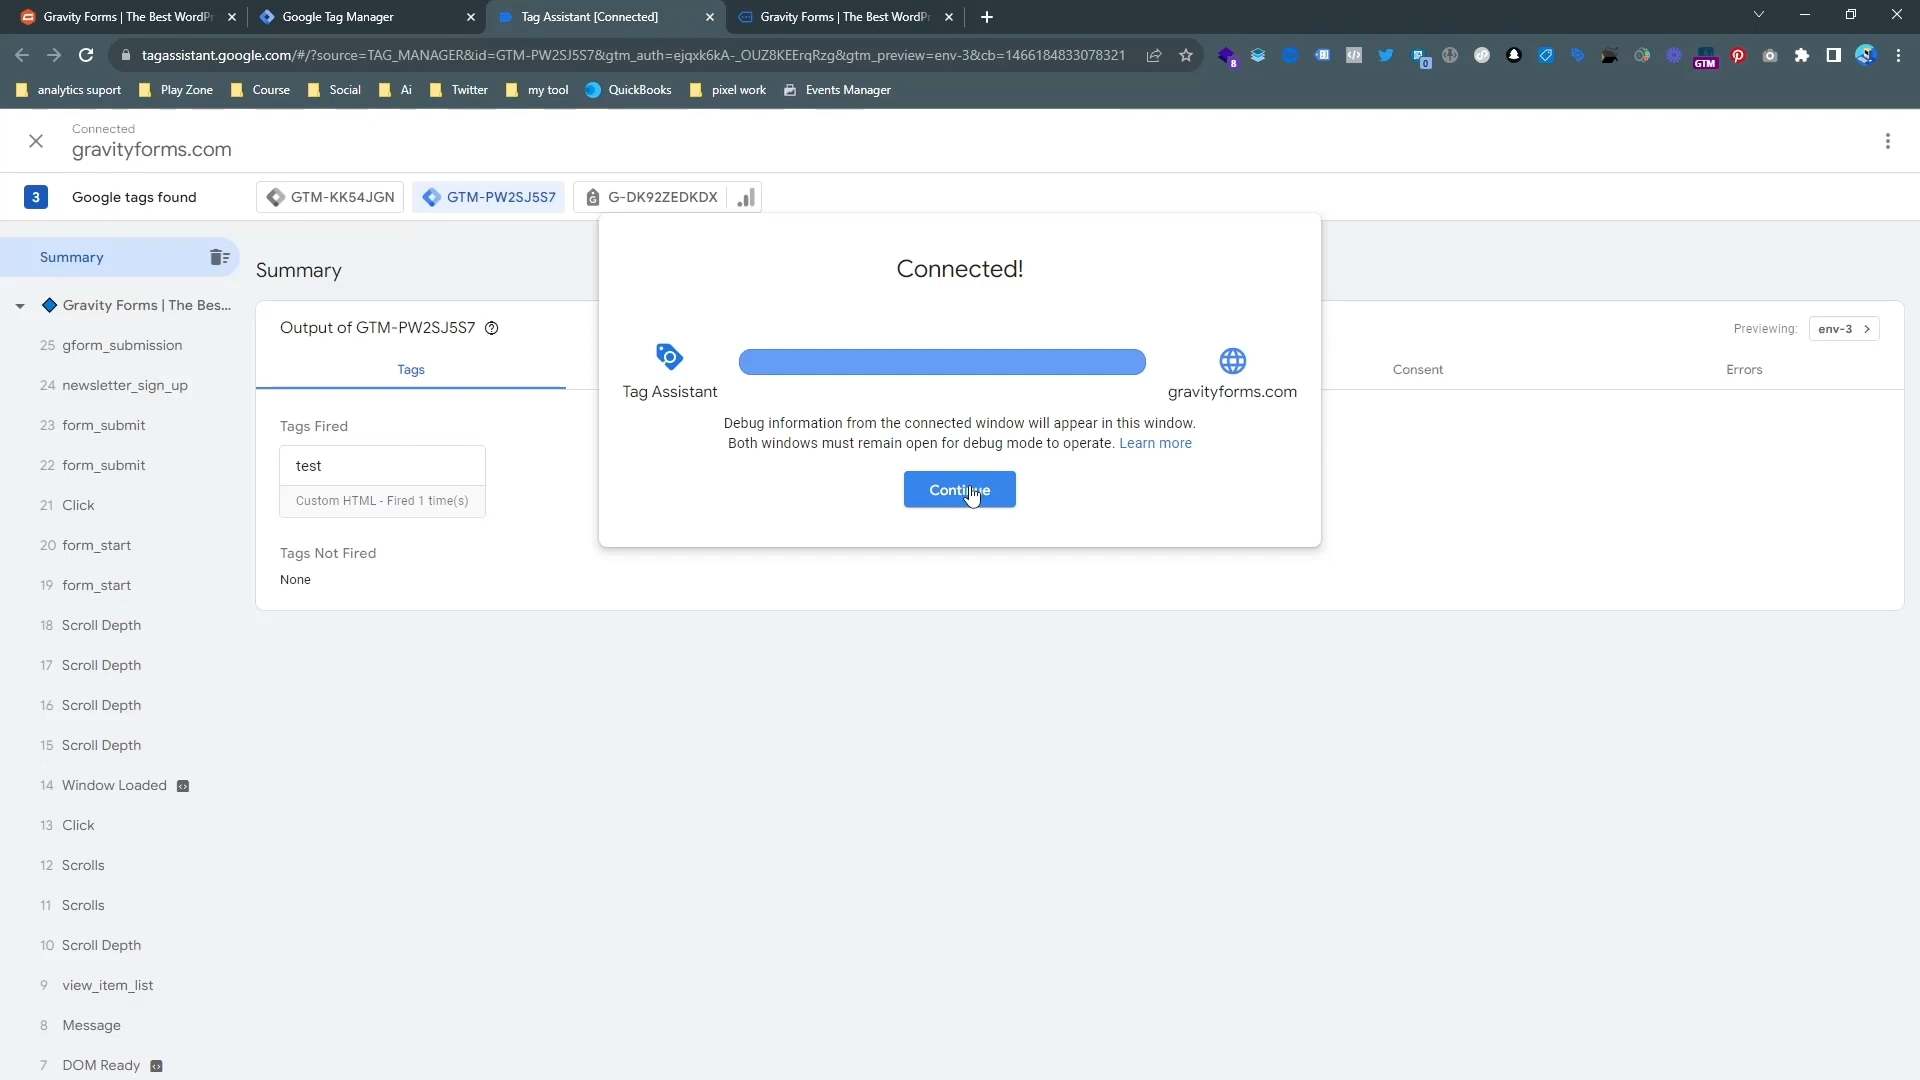 Gravity Forms | The Best WordPr
Google Tag Manager
Tag Assistant [Connected]
Gravity Forms | The Best WordPr
tagassistant.google.com/#/?source=TAG_MANAGER&id=GTM-PW2SJ5S7&gtm_auth=ejqxk6kA-_OUZ8KEErqRzg&gtm_preview=env-3&cb=1466184833078321
8
0
GTM
analytics suport
Play Zone
Course
Social
Ai
Twitter
my tool
QuickBooks
pixel work
Events Manager
Connected
gravityforms.com
3
Google tags found
GTM-KK54JGN
GTM-PW2SJ5S7
G-DK92ZEDKDX
Summary
Gravity Forms | The Bes...
25 gform_submission
24 newsletter_sign_up
23 form_submit
22 form_submit
21 Click
20 form_start
19 form_start
18 Scroll Depth
17 Scroll Depth
16 Scroll Depth
15 Scroll Depth
14 Window Loaded
13 Click
12 Scrolls
11 Scrolls
10 Scroll Depth
9 view_item_list
8 Message
7 DOM Ready
Summary
Output of GTM-PW2SJ5S7
Previewing: env-3
Tags
Consent
Errors
Tags Fired
test
Custom HTML - Fired 1 time(s)
Tags Not Fired
None
Connected!
Tag Assistant
gravityforms.com
Debug information from the connected window will appear in this window.
Both windows must remain open for debug mode to operate. Learn more
Continue